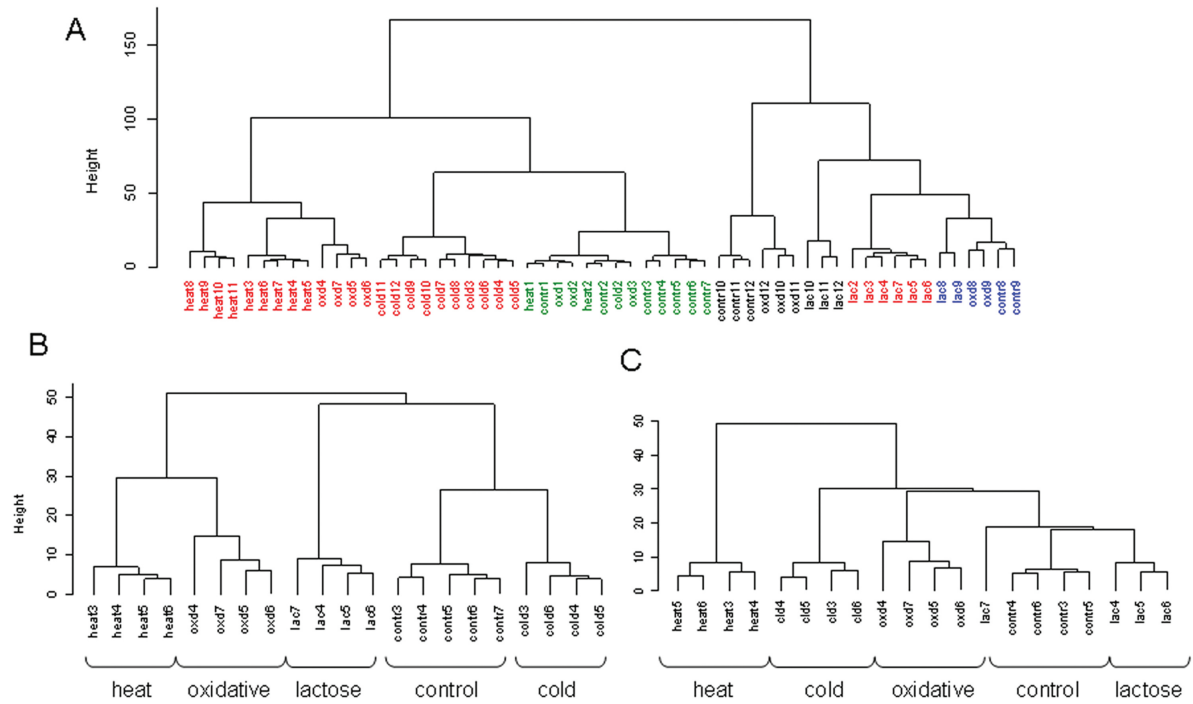 A
Height
150
100
50
0
heat8 heat9 heat10 heat11 heat3 heat6 heat7 heat4 heat5 oxd4 oxd7 oxd5 oxd6 cold11 cold12 cold9 cold10 cold7 cold8 cold3 cold6 cold4 cold5 heat1 contr1 oxd1 oxd2 heat2 contr2 cold2 oxd3 contr3 contr4 contr5 contr6 contr7 contr10 contr11 contr12 oxd12 oxd10 oxd11 lac10 lac11 lac12 lac2 lac3 lac4 lac7 lac5 lac6 lac8 lac9 oxd8 oxd9 contr8 contr9
B
Height
50
40
30
20
10
0
heat3 heat4 heat5 heat6 oxd4 oxd7 oxd5 oxd6 lac7 lac4 lac5 lac6 contr3 contr4 contr5 contr6 contr7 cold3 cold6 cold4 cold5
heat oxidative lactose control cold
C
50
40
30
20
10
0
heat5 heat6 heat3 heat4 cld4 cld5 cld3 cld6 oxd4 oxd7 oxd5 oxd6 lac7 contr4 contr6 contr3 contr5 lac4 lac5 lac6
heat cold oxidative control lactose